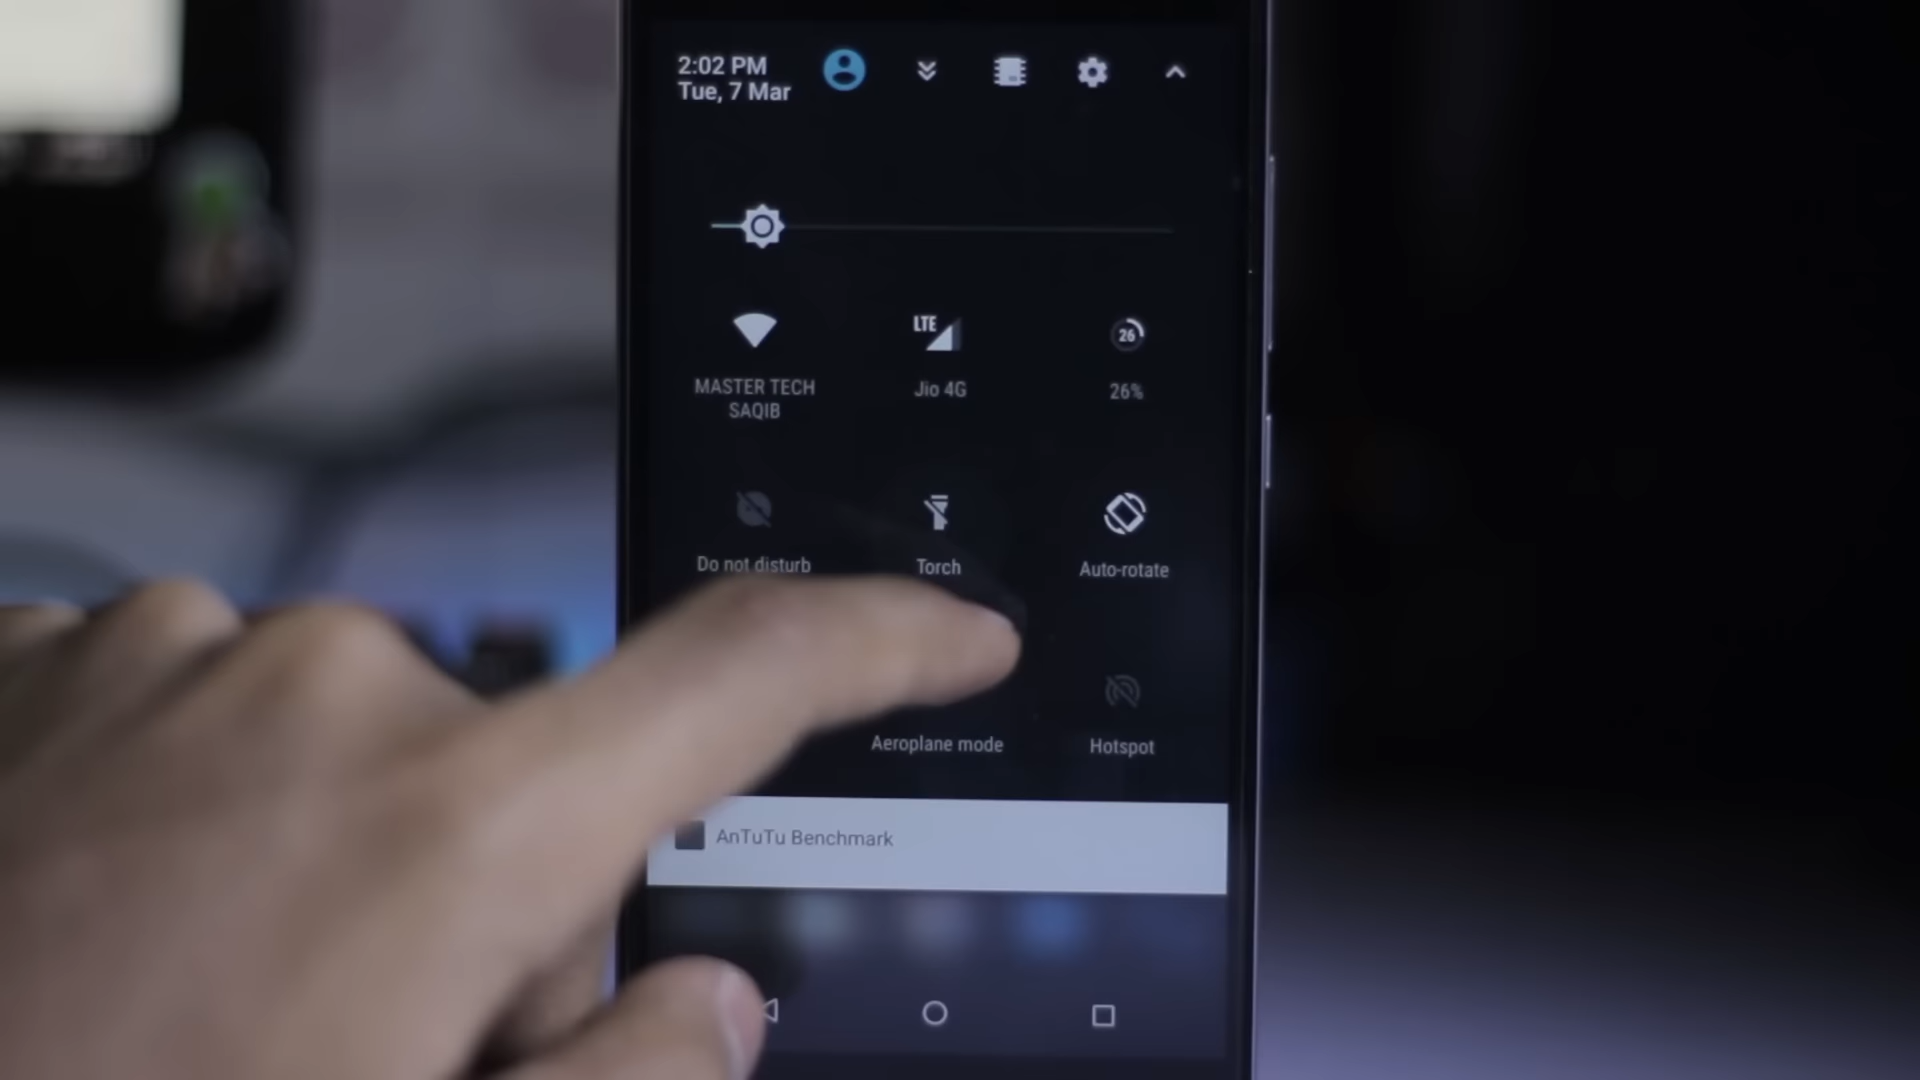 2:02 PM
Tue, 7 Mar
LTE
26
MASTER TECH
SAQIB
Jio 4G
26%
Do not disturb
Torch
Auto-rotate
Aeroplane mode
Hotspot
AnTuTu Benchmark